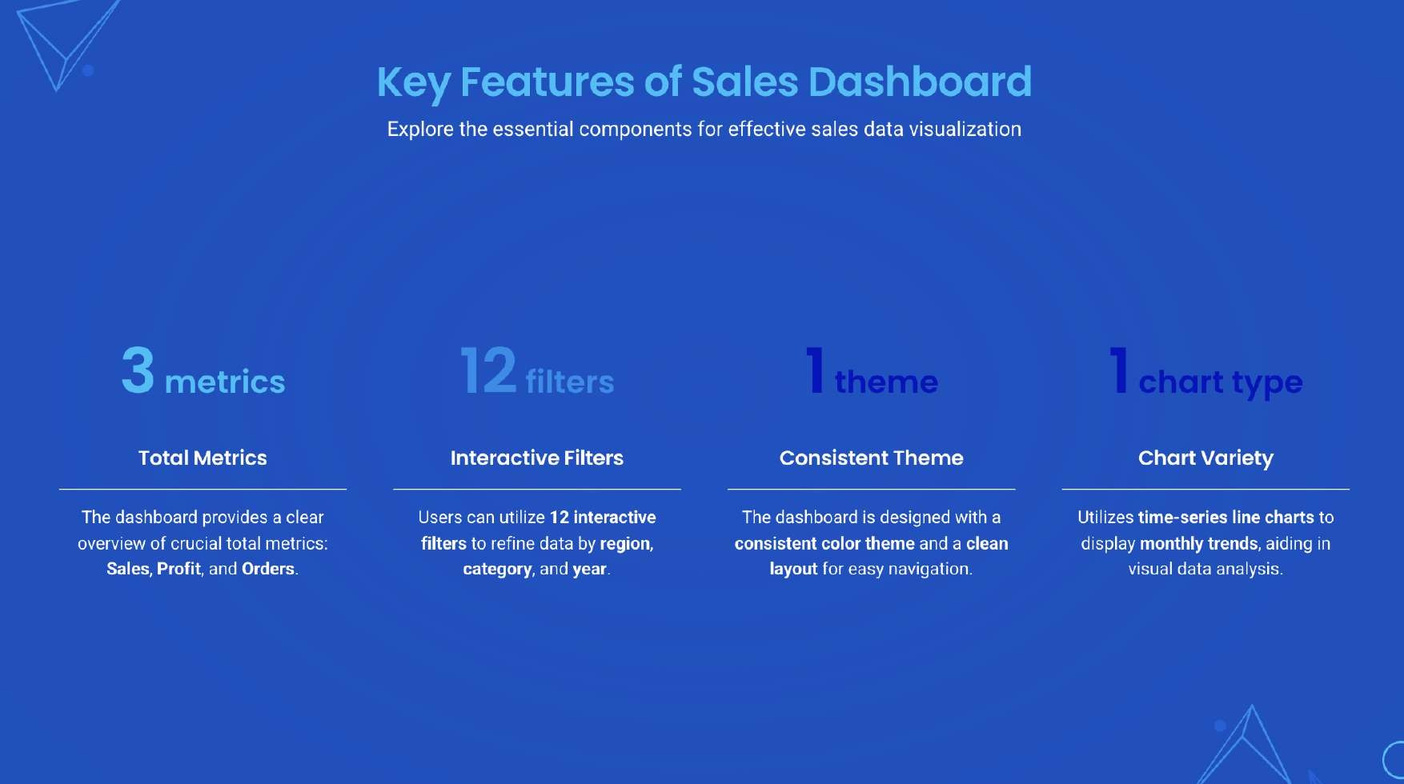 Key Features of Sales Dashboard
Explore the essential components for effective sales data visualization
3 metrics
Total Metrics
The dashboard provides a clear
overview of crucial total metrics:
Sales, Profit, and Orders.
12 filters
Interactive Filters
Users can utilize 12 interactive
filters to refine data by region,
category, and year.
1 theme
Consistent Theme
The dashboard is designed with a
consistent color theme and a clean
layout for easy navigation.
1 chart type
Chart Variety
Utilizes time-series line charts to
display monthly trends, aiding in
visual data analysis.